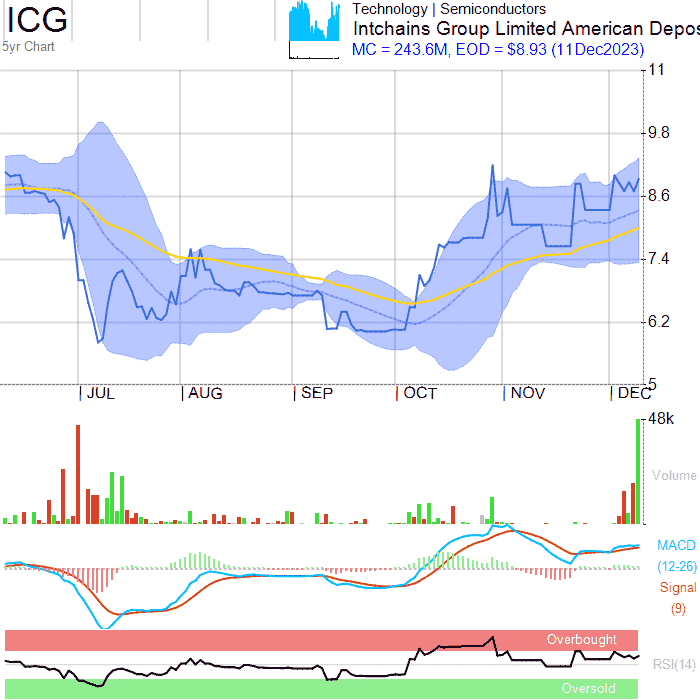 ICG
5yr Chart
Technology | Semiconductors
Intchains Group Limited American Depos
MC = 243.6M, EOD = $8.93 (11Dec2023)
11
9.8
8.6
7.4
6.2
5
JUL AUG SEP OCT NOV DEC
48k
Volume
MACD
(12-26)
Signal
(9)
Overbought
RSI(14)
Oversold